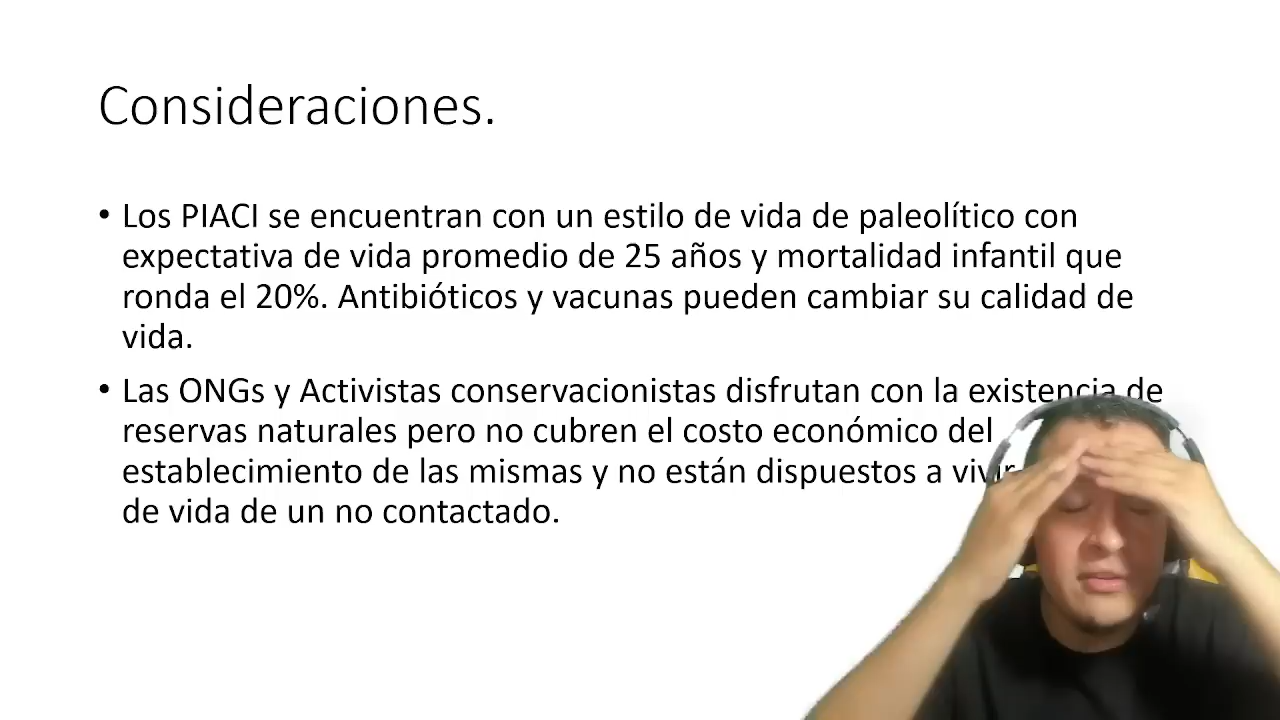 Consideraciones.
• Los PIACI se encuentran con un estilo de vida de paleolítico con
expectativa de vida promedio de 25 años y mortalidad infantil que
ronda el 20%. Antibióticos y vacunas pueden cambiar su calidad de
vida.
• Las ONGs y Activistas conservacionistas disfrutan con la existencia de
reservas naturales pero no cubren el costo económico del
establecimiento de las mismas y no están dispuestos a vivir
de vida de un no contactado.